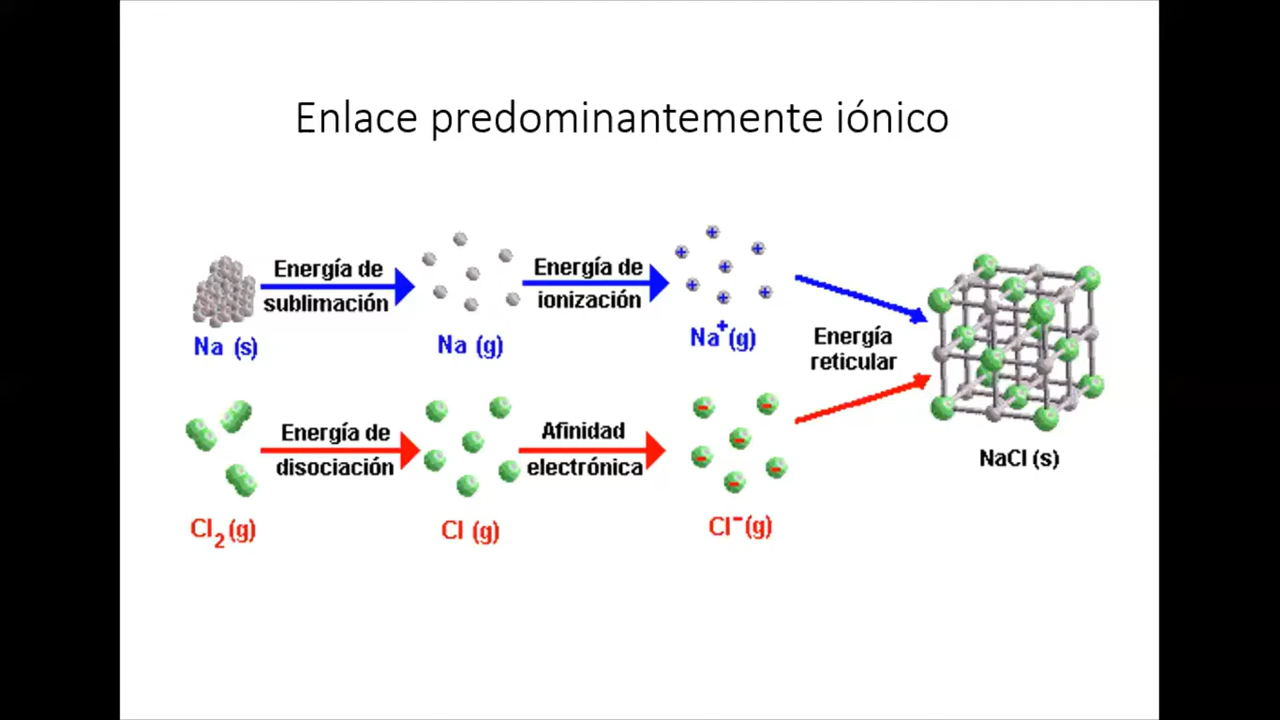 Enlace predominantemente iónico
Energía de
sublimación
Energía de
ionización
Na (s)
Na (g)
Na⁺(g)
Energía
reticular
Energía de
disociación
Afinidad
electrónica
Cl₂(g)
Cl (g)
Cl⁻(g)
NaCl (s)